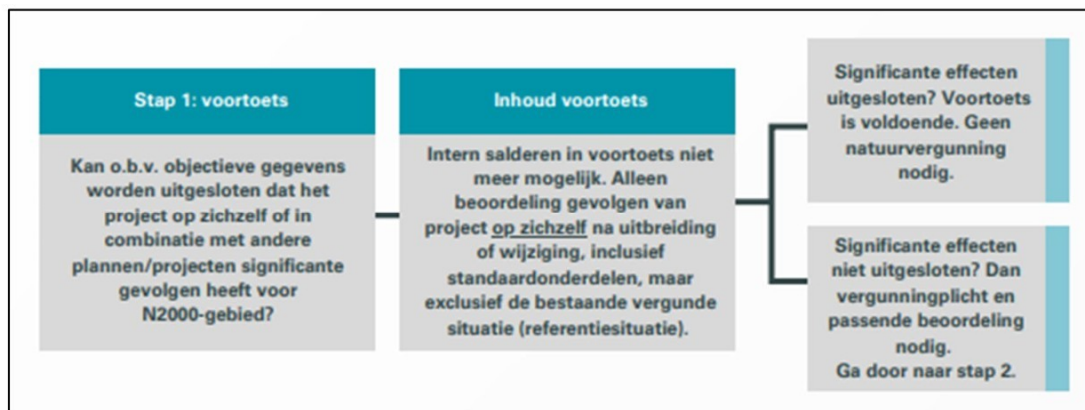 Stap 1: voortoets
Kan o.b.v. objectieve gegevens
worden uitgesloten dat het
project op zichzelf of in
combinatie met andere
plannen/projecten significante
gevolgen heeft voor
N2000-gebied?
Inhoud voortoets
Intern salderen in voortoets niet
meer mogelijk. Alleen
beoordeling gevolgen van
project op zichzelf na uitbreiding
of wijziging, inclusief
standaardonderdelen, maar
exclusief de bestaande vergunde
situatie (referentiesituatie).
Significante effecten
uitgesloten? Voortoets
is voldoende. Geen
natuurvergunning
nodig.
Significante effecten
niet uitgesloten? Dan
vergunningplicht en
passende beoordeling
nodig.
Ga door naar stap 2.